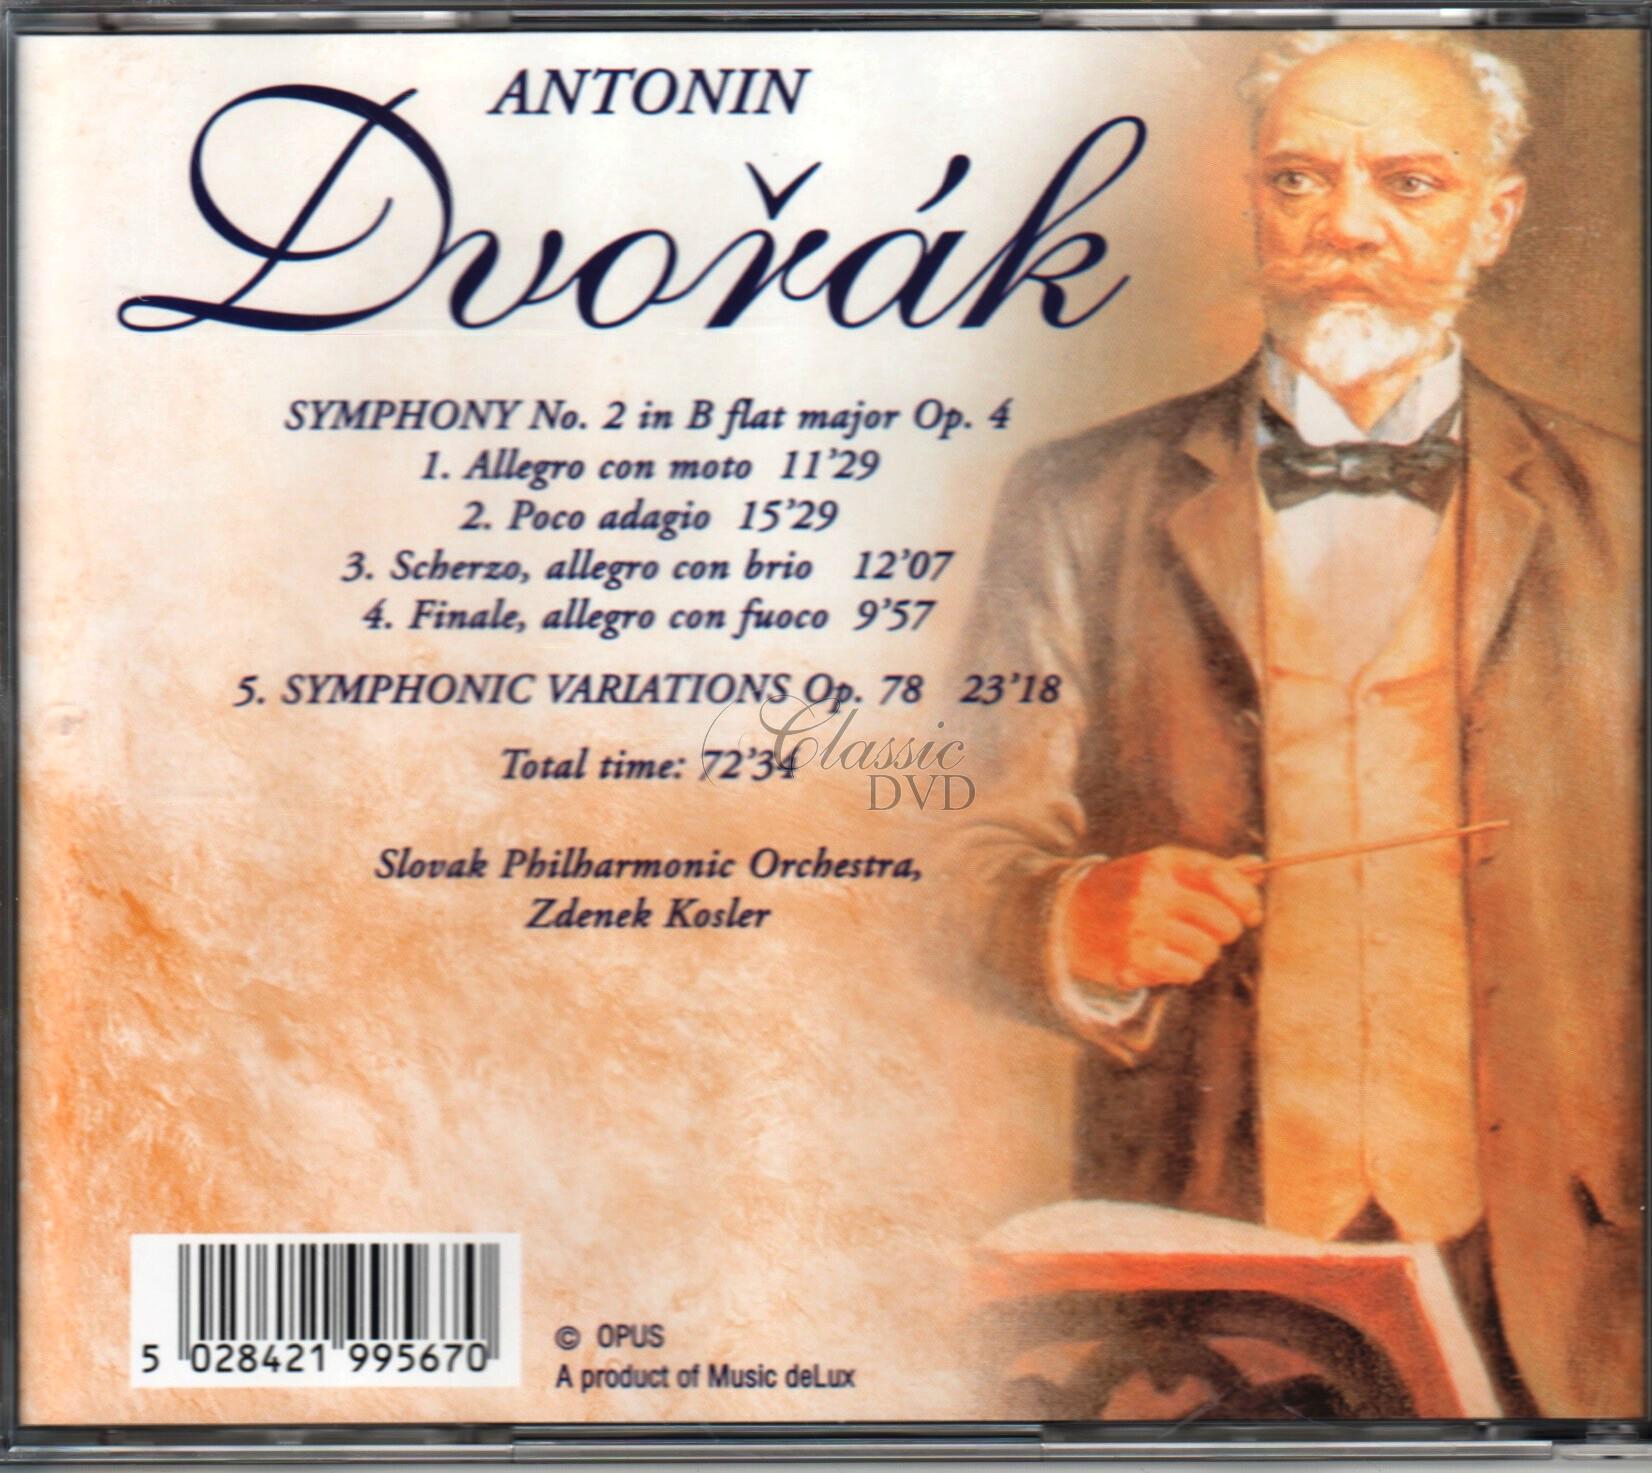 ANTONIN
Dvořák
SYMPHONY No. 2 in B flat major Op. 4
1. Allegro con moto 11'29
2. Poco adagio 15'29
3. Scherzo, allegro con brio 12'07
4. Finale, allegro con fuoco 9'57
5. SYMPHONIC VARIATIONS Op. 78 23'18
Total time: 72'34
Classic
DVD
Slovak Philharmonic Orchestra,
Zdenek Kosler
5 028421 995670
© OPUS
A product of Music deLux